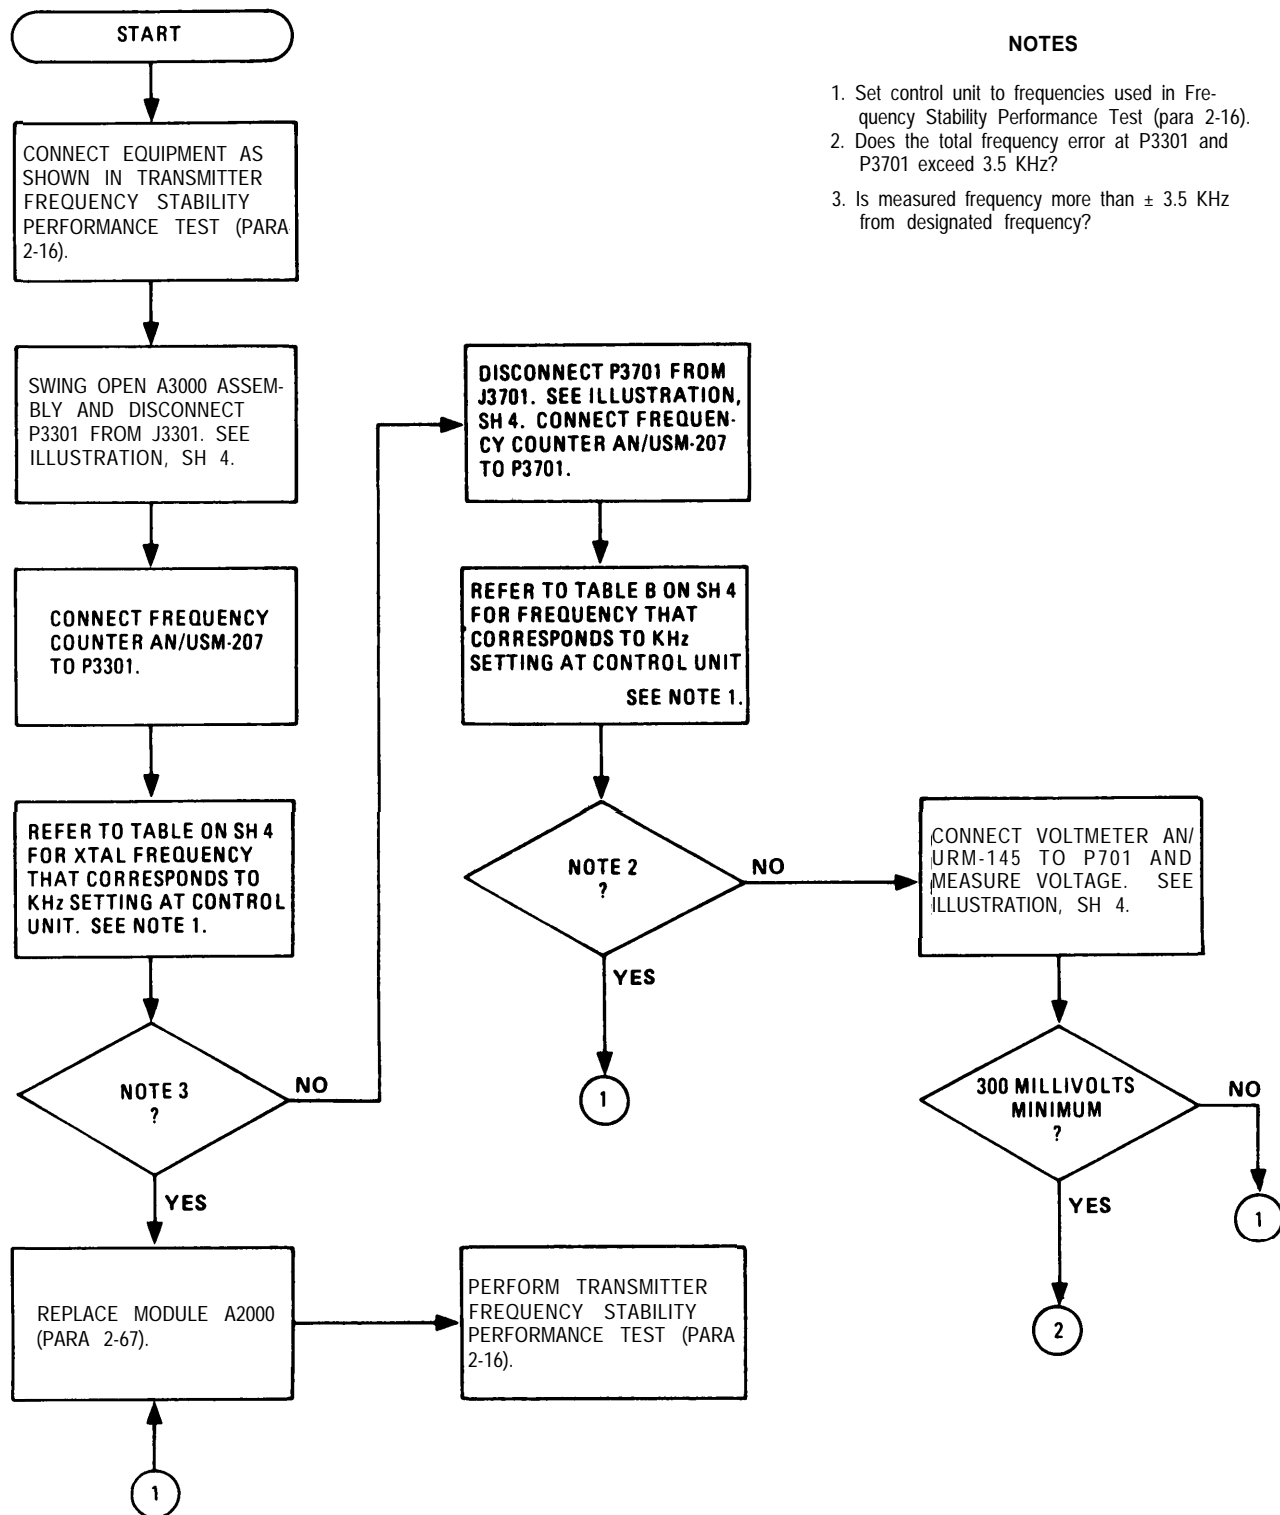 START
CONNECT EQUIPMENT AS
SHOWN IN TRANSMITTER
FREQUENCY STABILITY
PERFORMANCE TEST (PARA
2-16).
SWING OPEN A3000 ASSEM-
BLY AND DISCONNECT
P3301 FROM J3301. SEE
ILLUSTRATION, SH 4.
CONNECT FREQUENCY
COUNTER AN/USM-207
TO P3301.
REFER TO TABLE ON SH 4
FOR XTAL FREQUENCY
THAT CORRESPONDS TO
KHz SETTING AT CONTROL
UNIT. SEE NOTE 1.
NOTE 3
?
NO
YES
REPLACE MODULE A2000
(PARA 2-67).
1
PERFORM TRANSMITTER
FREQUENCY STABILITY
PERFORMANCE TEST (PARA
2-16).
DISCONNECT P3701 FROM
J3701. SEE ILLUSTRATION,
SH 4. CONNECT FREQUEN-
CY COUNTER AN/USM-207
TO P3701.
REFER TO TABLE B ON SH 4
FOR FREQUENCY THAT
CORRESPONDS TO KHz
SETTING AT CONTROL UNIT
SEE NOTE 1.
NOTE 2
?
NO
YES
1
CONNECT VOLTMETER AN/
URM-145 TO P701 AND
MEASURE VOLTAGE. SEE
ILLUSTRATION, SH 4.
300 MILLIVOLTS
MINIMUM
?
NO
1
YES
2
NOTES
1. Set control unit to frequencies used in Fre-
quency Stability Performance Test (para 2-16).
2. Does the total frequency error at P3301 and
P3701 exceed 3.5 KHz?
3. Is measured frequency more than ± 3.5 KHz
from designated frequency?